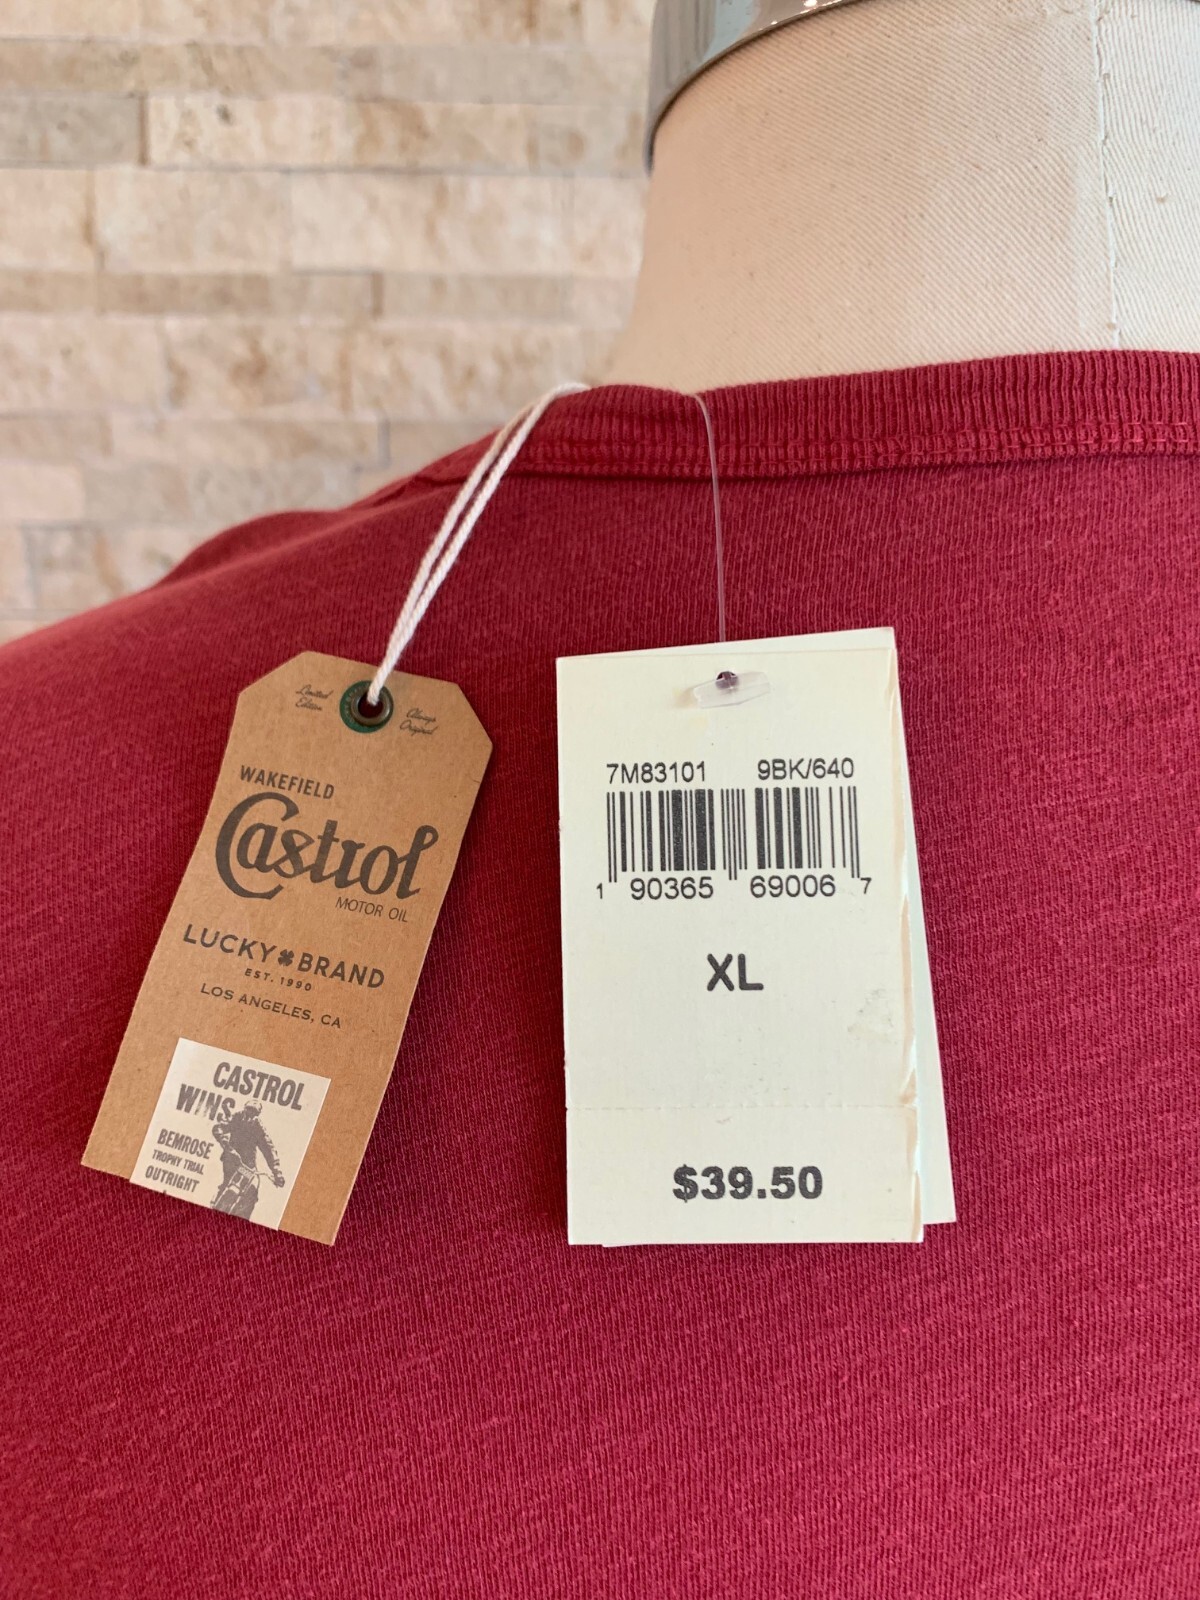 Limited
Edition
Always
Original
WAKEFIELD
Castrol
MOTOR OIL
LUCKY BRAND
EST. 1990
LOS ANGELES, CA
CASTROL
WINS
BEMROSE
TROPHY TRIAL
OUTRIGHT
7M83101 9BK/640
1 90365 69006 7
XL
$39.50